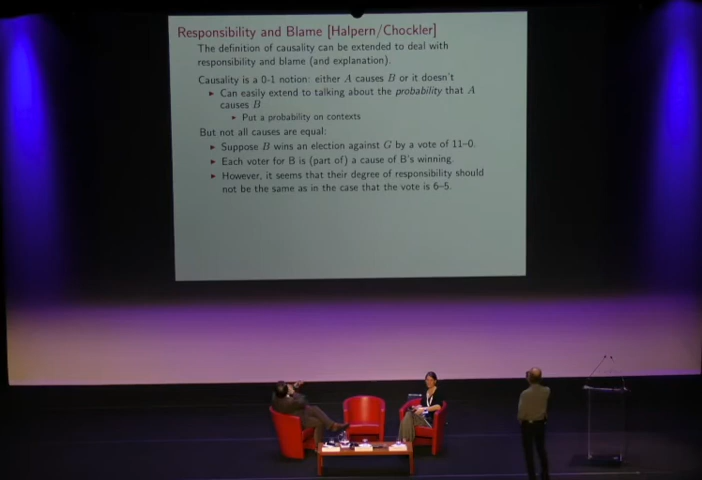 Responsibility and Blame [Halpern/Chockler]
The definition of causality can be extended to deal with
responsibility and blame (and explanation).
Causality is a 0-1 notion: either A causes B or it doesn't
▶ Can easily extend to talking about the probability that A
causes B
▶ Put a probability on contexts
But not all causes are equal:
▶ Suppose B wins an election against G by a vote of 11–0.
▶ Each voter for B is (part of) a cause of B's winning.
▶ However, it seems that their degree of responsibility should
not be the same as in the case that the vote is 6–5.